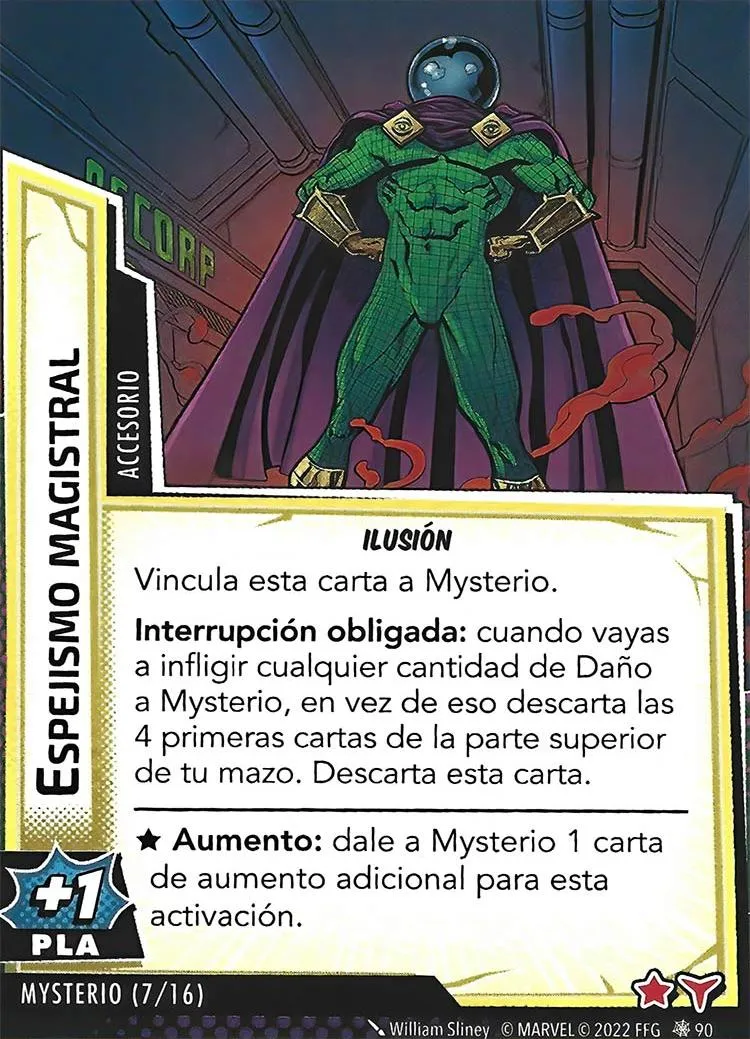 OSCORP
ACCESORIO
ESPEJISMO MAGISTRAL
ILUSIÓN
Vincula esta carta a Mysterio.
Interrupción obligada: cuando vayas
a infligir cualquier cantidad de Daño
a Mysterio, en vez de eso descarta las
4 primeras cartas de la parte superior
de tu mazo. Descarta esta carta.
★ Aumento: dale a Mysterio 1 carta
de aumento adicional para esta
activación.
+1
PLA
MYSTERIO (7/16)
William Sliney © MARVEL © 2022 FFG 90